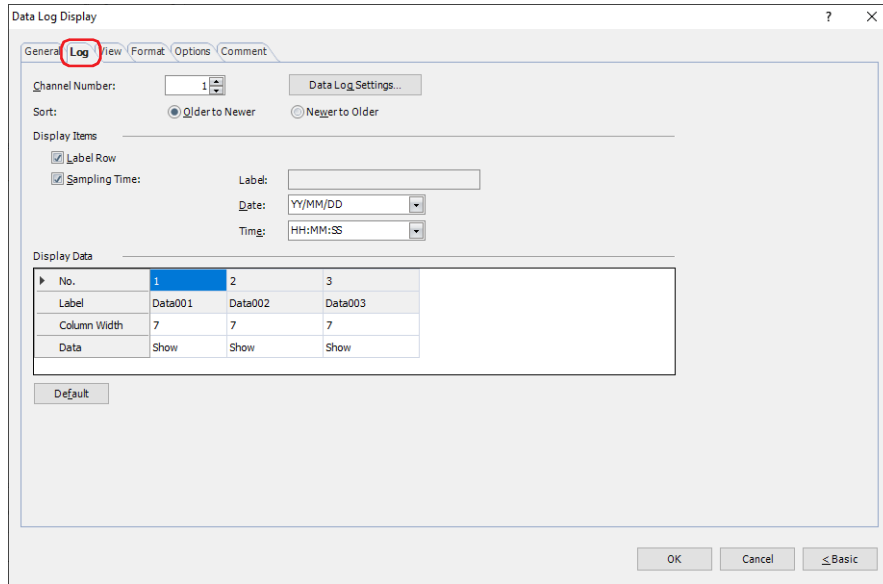 Data Log Display ?
General Log View Format Options Comment
Channel Number: 1 Data Log Settings...
Sort: Older to Newer Newer to Older
Display Items
Label Row
Sampling Time: Label:
Date: YY/MM/DD
Time: HH:MM:SS
Display Data
No. 1 2 3
Label Data001 Data002 Data003
Column Width 7 7 7
Data Show Show Show
Default
OK Cancel <Basic